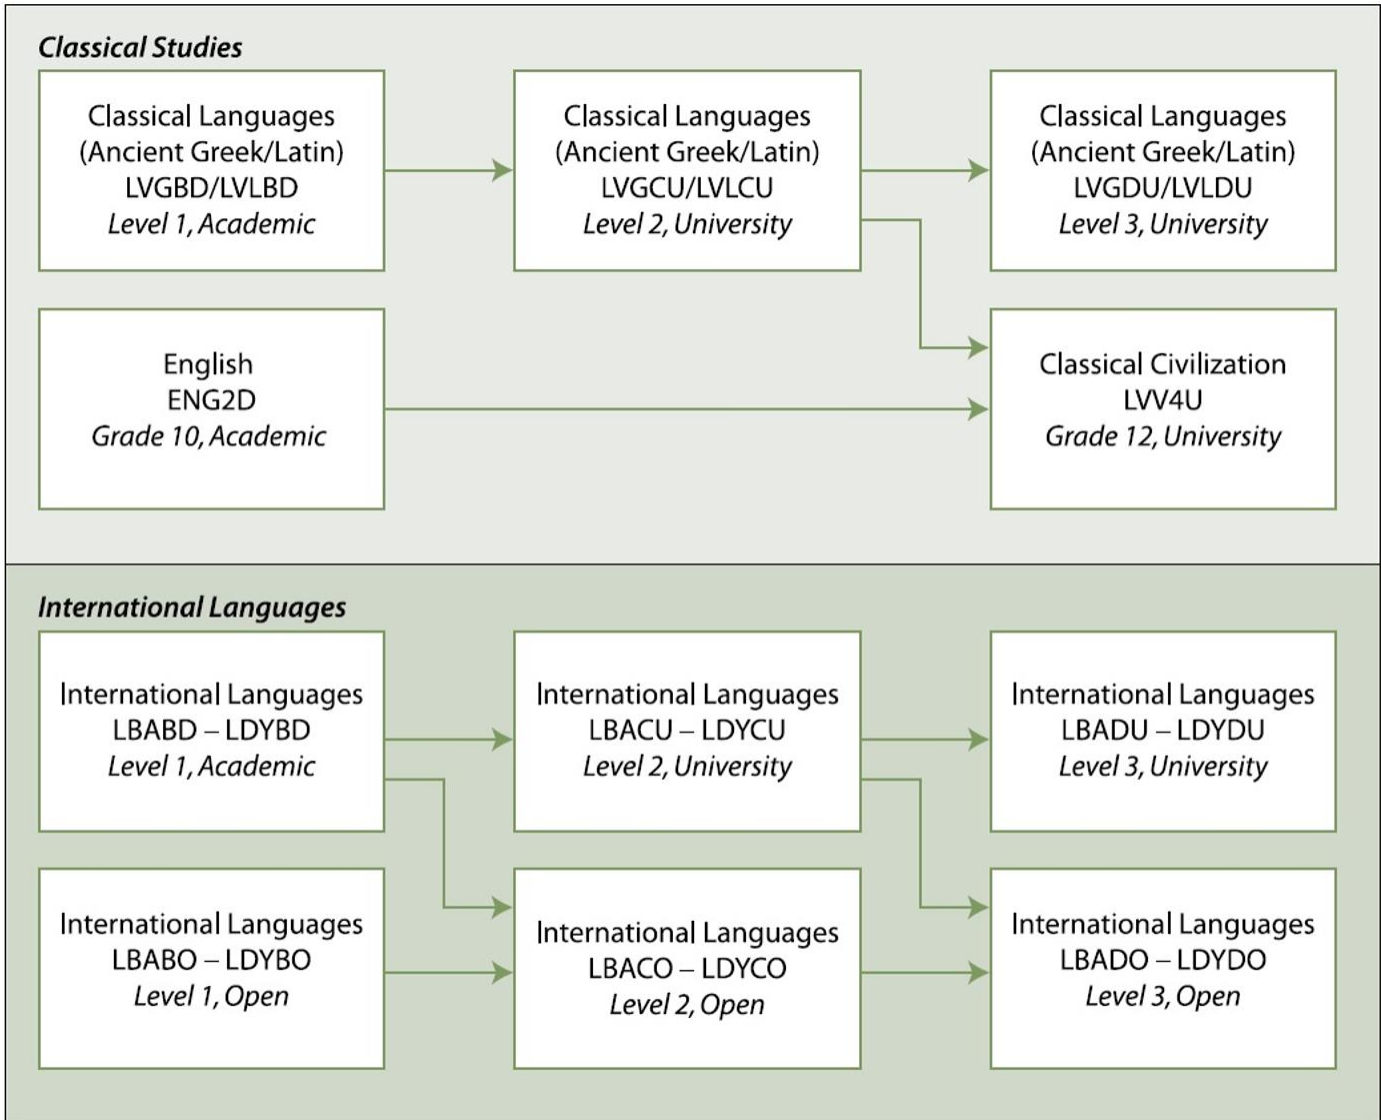 Classical Studies
Classical Languages
(Ancient Greek/Latin)
LVGBD/LVLBD
Level 1, Academic
Classical Languages
(Ancient Greek/Latin)
LVGCU/LVLCU
Level 2, University
Classical Languages
(Ancient Greek/Latin)
LVGDU/LVLDU
Level 3, University
English
ENG2D
Grade 10, Academic
Classical Civilization
LVV4U
Grade 12, University
International Languages
International Languages
LBABD – LDYBD
Level 1, Academic
International Languages
LBACU – LDYCU
Level 2, University
International Languages
LBADU – LDYDU
Level 3, University
International Languages
LBABO – LDYBO
Level 1, Open
International Languages
LBACO – LDYCO
Level 2, Open
International Languages
LBADO – LDYDO
Level 3, Open